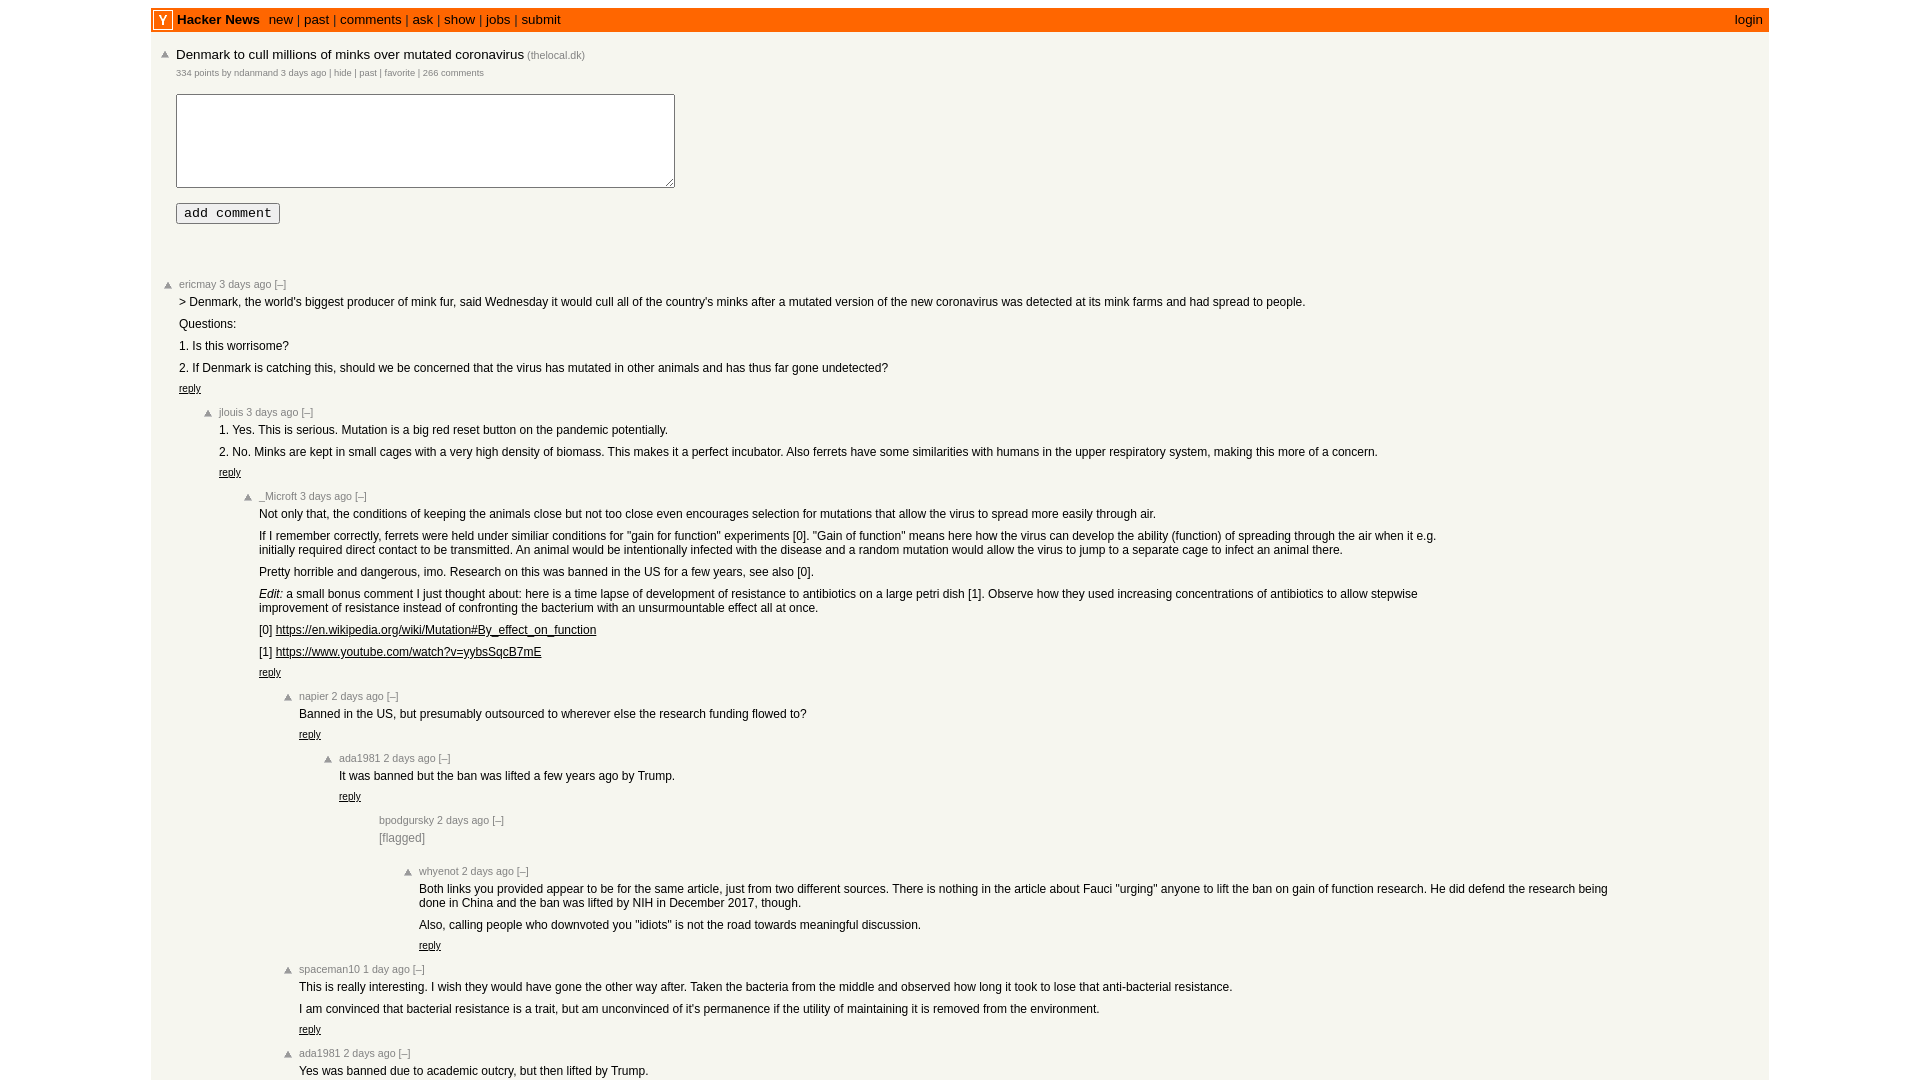 Y Hacker News new | past | comments | ask | show | jobs | submit login
Denmark to cull millions of minks over mutated coronavirus (thelocal.dk)
334 points by ndanmand 3 days ago | hide | past | favorite | 266 comments
add comment
ericmay 3 days ago [–]
> Denmark, the world's biggest producer of mink fur, said Wednesday it would cull all of the country's minks after a mutated version of the new coronavirus was detected at its mink farms and had spread to people.
Questions:
1. Is this worrisome?
2. If Denmark is catching this, should we be concerned that the virus has mutated in other animals and has thus far gone undetected?
reply
jlouis 3 days ago [–]
1. Yes. This is serious. Mutation is a big red reset button on the pandemic potentially.
2. No. Minks are kept in small cages with a very high density of biomass. This makes it a perfect incubator. Also ferrets have some similarities with humans in the upper respiratory system, making this more of a concern.
reply
_Microft 3 days ago [–]
Not only that, the conditions of keeping the animals close but not too close even encourages selection for mutations that allow the virus to spread more easily through air.
If I remember correctly, ferrets were held under similiar conditions for "gain for function" experiments [0]. "Gain of function" means here how the virus can develop the ability (function) of spreading through the air when it e.g.
initially required direct contact to be transmitted. An animal would be intentionally infected with the disease and a random mutation would allow the virus to jump to a separate cage to infect an animal there.
Pretty horrible and dangerous, imo. Research on this was banned in the US for a few years, see also [0].
Edit: a small bonus comment I just thought about: here is a time lapse of development of resistance to antibiotics on a large petri dish [1]. Observe how they used increasing concentrations of antibiotics to allow stepwise
improvement of resistance instead of confronting the bacterium with an unsurmountable effect all at once.
[0] https://en.wikipedia.org/wiki/Mutation#By_effect_on_function
[1] https://www.youtube.com/watch?v=yybsSqcB7mE
reply
napier 2 days ago [–]
Banned in the US, but presumably outsourced to wherever else the research funding flowed to?
reply
ada1981 2 days ago [–]
It was banned but the ban was lifted a few years ago by Trump.
reply
bpodgursky 2 days ago [–]
[flagged]
whyenot 2 days ago [–]
Both links you provided appear to be for the same article, just from two different sources. There is nothing in the article about Fauci "urging" anyone to lift the ban on gain of function research. He did defend the research being
done in China and the ban was lifted by NIH in December 2017, though.
Also, calling people who downvoted you "idiots" is not the road towards meaningful discussion.
reply
spaceman10 1 day ago [–]
This is really interesting. I wish they would have gone the other way after. Taken the bacteria from the middle and observed how long it took to lose that anti-bacterial resistance.
I am convinced that bacterial resistance is a trait, but am unconvinced of it's permanence if the utility of maintaining it is removed from the environment.
reply
ada1981 2 days ago [–]
Yes was banned due to academic outcry, but then lifted by Trump.